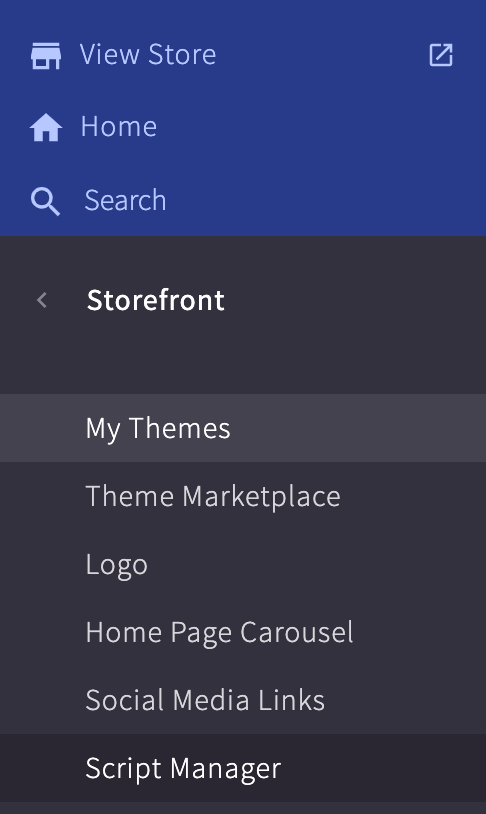 View Store
Home
Search
Storefront
My Themes
Theme Marketplace
Logo
Home Page Carousel
Social Media Links
Script Manager